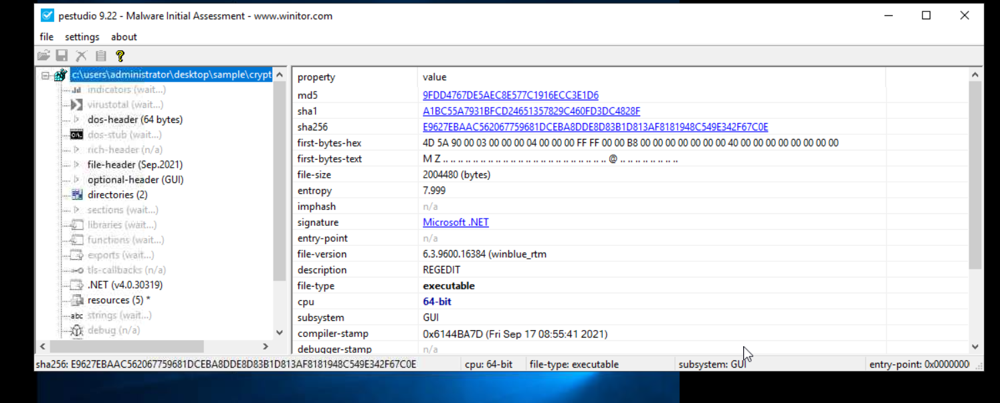 pestudio 9.22 - Malware Initial Assessment - www.winitor.com
file settings about
c:\users\administrator\desktop\sample\crypt
indicators (wait...)
virustotal (wait...)
dos-header (64 bytes)
dos-stub (wait...)
rich-header (n/a)
file-header (Sep.2021)
optional-header (GUI)
directories (2)
sections (wait...)
libraries (wait...)
functions (wait...)
exports (wait...)
tls-callbacks (n/a)
.NET (v4.0.30319)
resources (5) *
abc strings (wait...)
debug (n/a)
property value
md5 9FDD4767DE5AEC8E577C1916ECC3E1D6
sha1 A1BC55A7931BFCD24651357829C460FD3DC4828F
sha256 E9627EBAAC562067759681DCEBA8DDE8D83B1D813AF8181948C549E342F67C0E
first-bytes-hex 4D 5A 90 00 03 00 00 00 04 00 00 00 FF FF 00 00 B8 00 00 00 00 00 00 00 40 00 00 00 00 00 00 00 00
first-bytes-text M Z .. .. .. .. .. .. .. .. .. .. .. .. .. .. .. .. .. .. .. .. .. .. @ .. .. .. .. .. .. .. ..
file-size 2004480 (bytes)
entropy 7.999
imphash n/a
signature Microsoft .NET
entry-point n/a
file-version 6.3.9600.16384 (winblue_rtm
description REGEDIT
file-type executable
cpu 64-bit
subsystem GUI
compiler-stamp 0x6144BA7D (Fri Sep 17 08:55:41 2021)
debugger-stamp n/a
sha256: E9627EBAAC562067759681DCEBA8DDE8D83B1D813AF8181948C549E342F67C0E cpu: 64-bit file-type: executable subsystem: GUI entry-point: 0x0000000